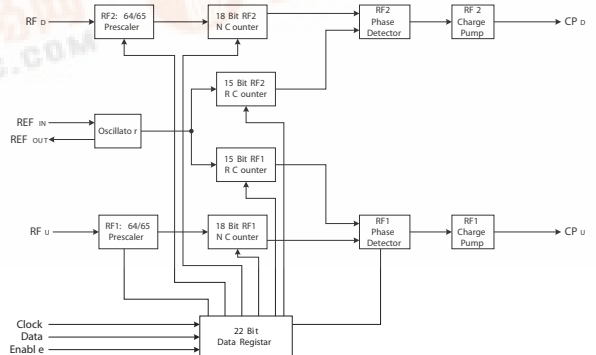 RF D
RF2: 64/65
Prescaler
18 Bit RF2
N C ounter
RF2
Phase
Detector
RF 2
Charge
Pump
CP D
15 Bit RF2
R C ounter
REF IN
REF OUT
Oscillato r
15 Bit RF1
R C ounter
RF U
RF1: 64/65
Prescaler
18 Bit RF1
N C ounter
RF1
Phase
Detector
RF1
Charge
Pump
CP U
Clock
Data
Enabl e
22 Bit
Data Registar